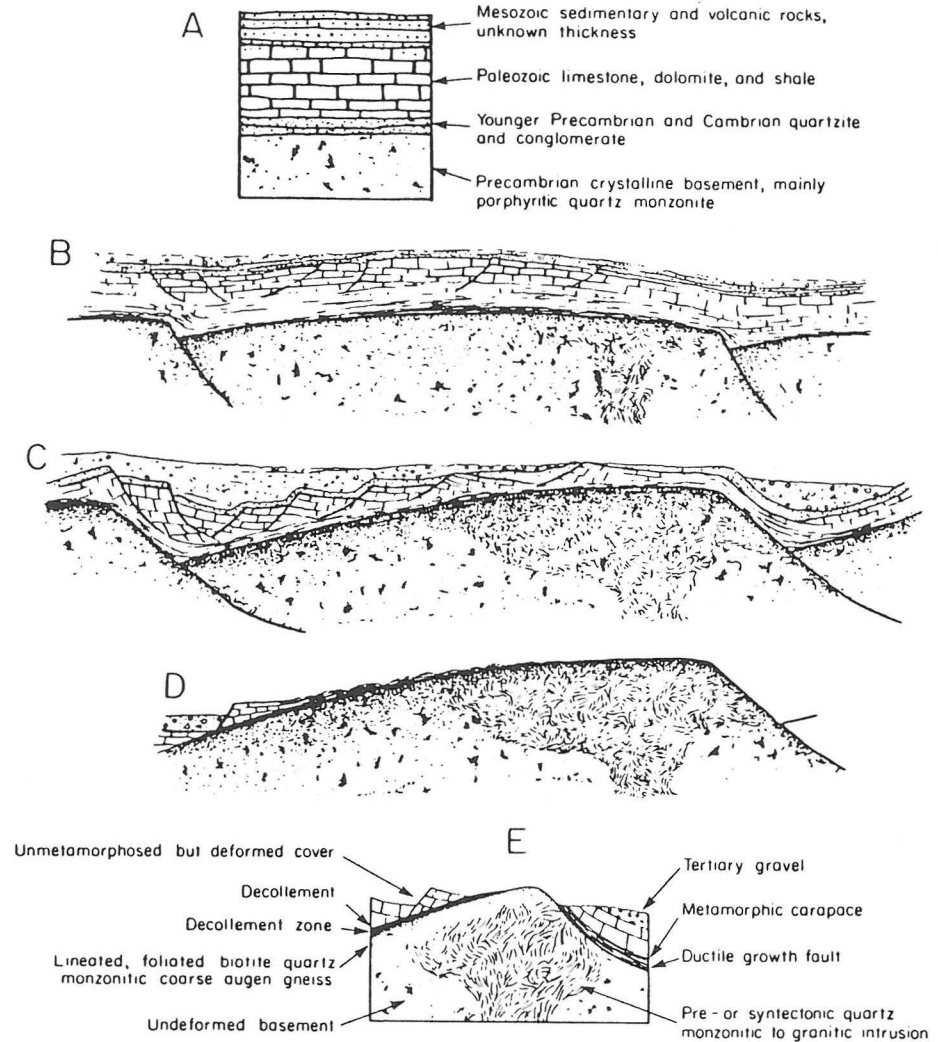 A
Mesozoic sedimentary and volcanic rocks,
unknown thickness
Paleozoic limestone, dolomite, and shale
Younger Precambrian and Cambrian quartzite
and conglomerate
Precambrian crystalline basement, mainly
porphyritic quartz monzonite
B
C
D
E
Unmetamorphosed but deformed cover
Decollement
Decollement zone
Lineated, foliated biotite quartz
monzonitic coarse augen gneiss
Undeformed basement
Tertiary gravel
Metamorphic carapace
Ductile growth fault
Pre- or syntectonic quartz
monzonitic to granitic intrusion